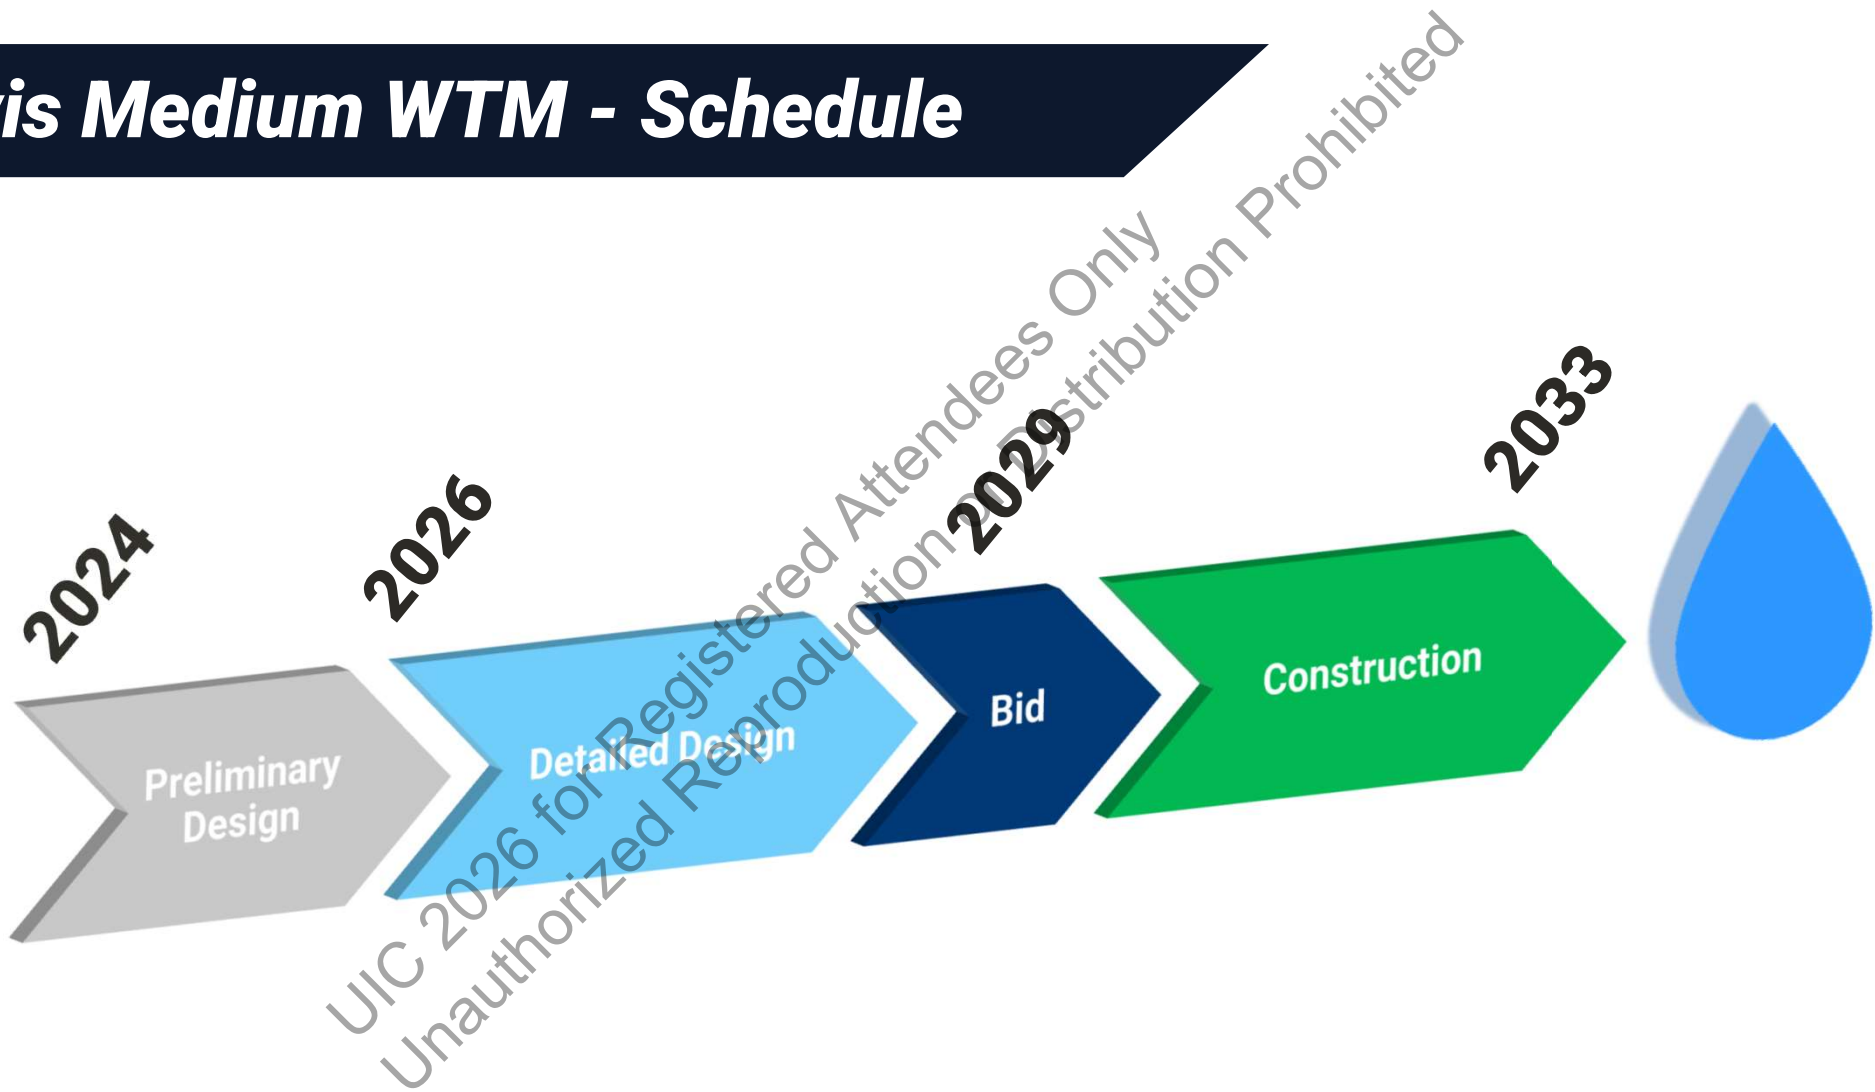 is Medium WTM - Schedule
2024
2026
2029
2033
Preliminary
Design
Detailed Design
Bid
Construction
UIC 2026 for Registered Attendees Only
Unauthorized Reproduction or Distribution Prohibited